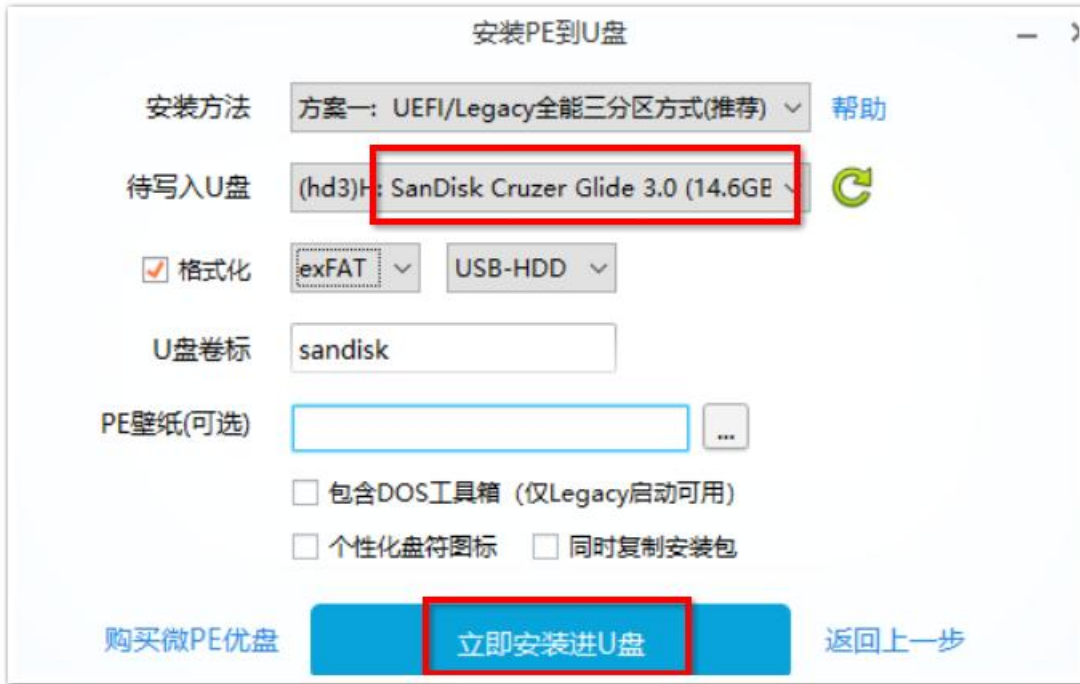 安装PE到U盘
安装方法 方案一：UEFI/Legacy全能三分区方式(推荐) 帮助
待写入U盘 (hd3)H: SanDisk Cruzer Glide 3.0 (14.6GB
格式化 exFAT USB-HDD
U盘卷标 sandisk
PE壁纸(可选) ...
包含DOS工具箱（仅Legacy启动可用）
个性化盘符图标 同时复制安装包
购买微PE优盘 立即安装进U盘 返回上一步